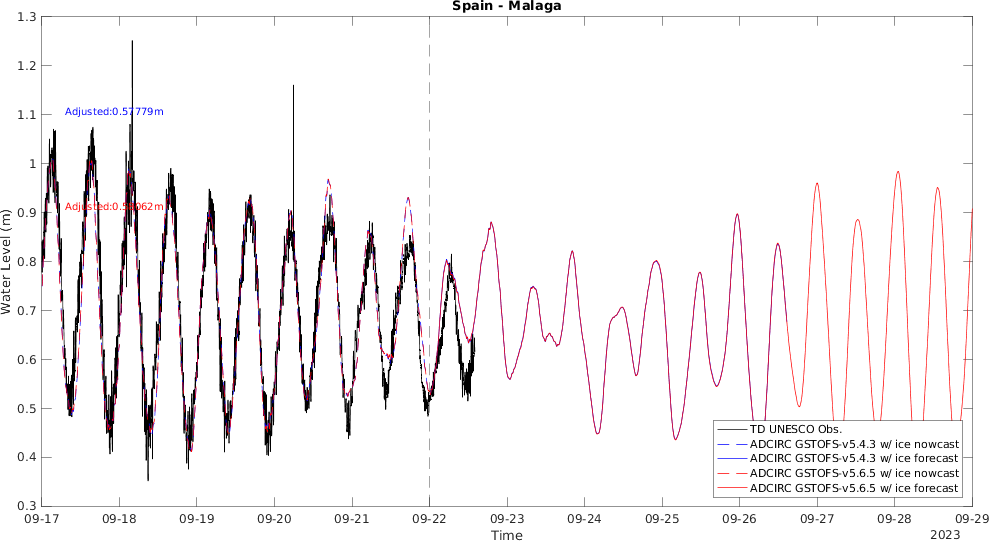 Spain - Malaga
1.3
1.2
1.1
1
0.9
0.8
0.7
0.6
0.5
0.4
0.3
Water Level (m)
Adjusted:0.57779m
TD UNESCO Obs.
ADCIRC GSTOFS-v5.4.3 w/ ice nowcast
ADCIRC GSTOFS-v5.4.3 w/ ice forecast
ADCIRC GSTOFS-v5.6.5 w/ ice nowcast
ADCIRC GSTOFS-v5.6.5 w/ ice forecast
09-17 09-18 09-19 09-20 09-21 09-22 09-23 09-24 09-25 09-26 09-27 09-28 09-29
Time
2023